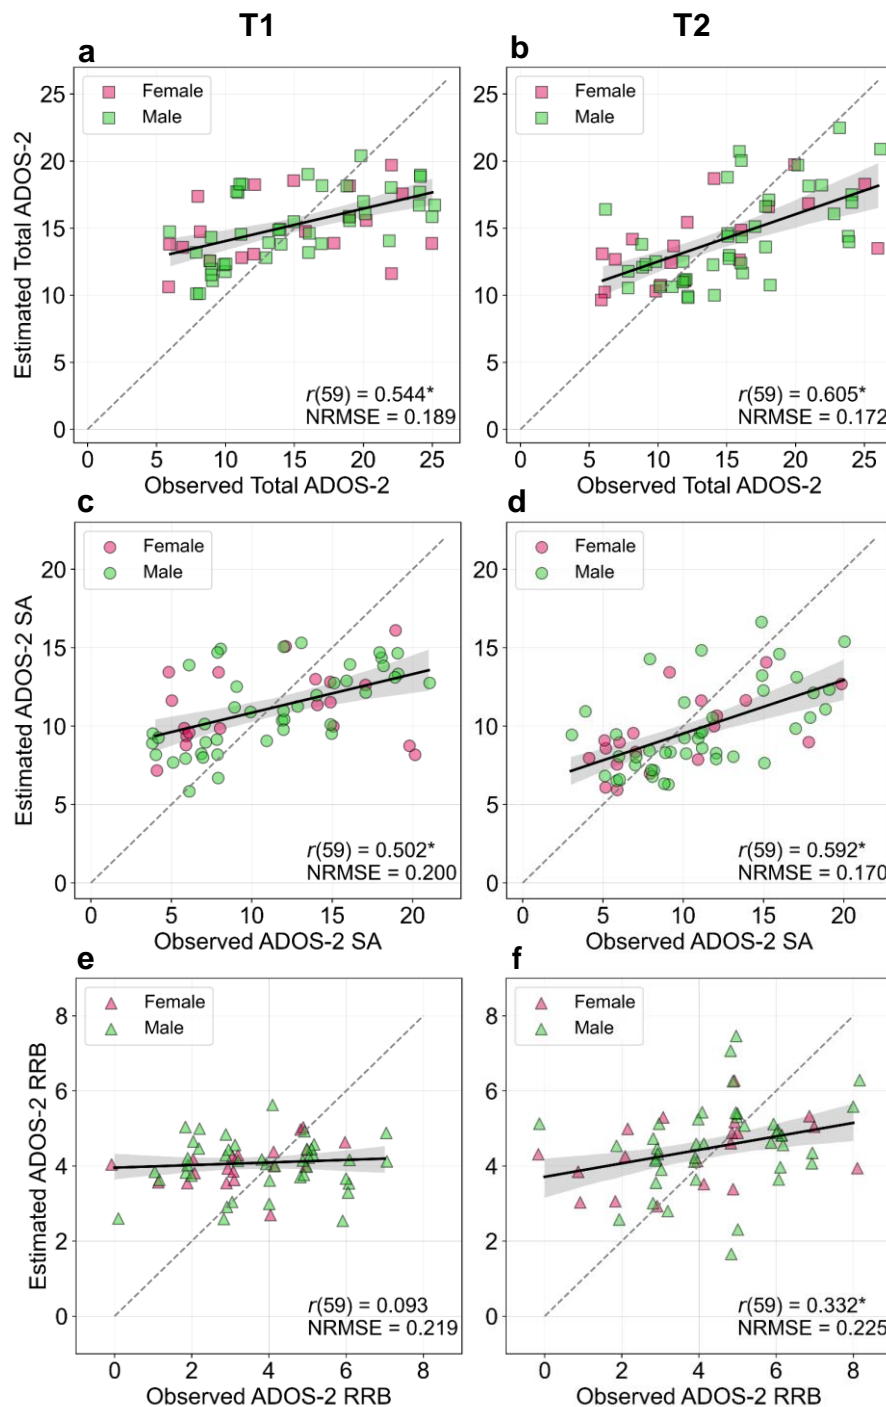 T1
T2
a
b
Female
Male
Female
Male
25
20
15
10
5
0
25
20
15
10
5
0
Estimated Total ADOS-2
r(59) = 0.544*
NRMSE = 0.189
r(59) = 0.605*
NRMSE = 0.172
0 5 10 15 20 25
0 5 10 15 20 25
Observed Total ADOS-2
Observed Total ADOS-2
c
d
Female
Male
Female
Male
20
15
10
5
0
20
15
10
5
0
Estimated ADOS-2 SA
r(59) = 0.502*
NRMSE = 0.200
r(59) = 0.592*
NRMSE = 0.170
0 5 10 15 20
0 5 10 15 20
Observed ADOS-2 SA
Observed ADOS-2 SA
e
f
Female
Male
Female
Male
8
6
4
2
0
8
6
4
2
0
Estimated ADOS-2 RRB
r(59) = 0.093
NRMSE = 0.219
r(59) = 0.332*
NRMSE = 0.225
0 2 4 6 8
0 2 4 6 8
Observed ADOS-2 RRB
Observed ADOS-2 RRB